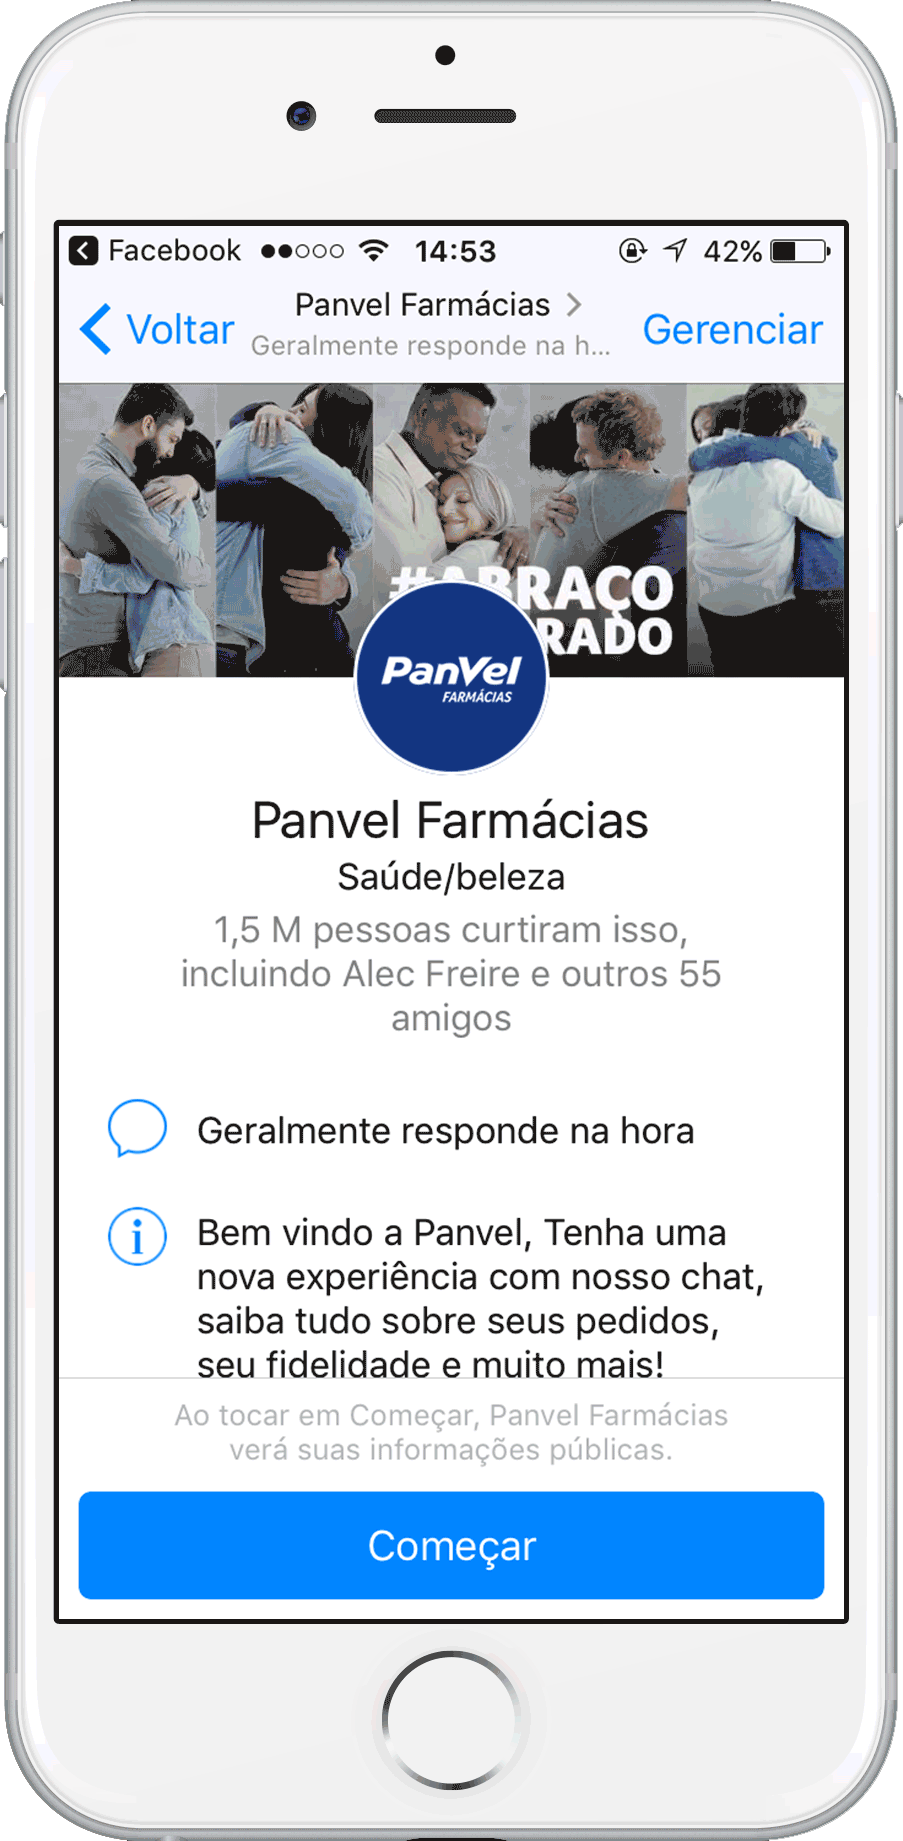 Facebook 14:53 42%
Voltar Panvel Farmácias Gerenciar
Geralmente responde na h...
RAÇO
RADO
PanVel
FARMÁCIAS
Panvel Farmácias
Saúde/beleza
1,5 M pessoas curtiram isso,
incluindo Alec Freire e outros 55
amigos
Geralmente responde na hora
Bem vindo a Panvel, Tenha uma
nova experiência com nosso chat,
saiba tudo sobre seus pedidos,
seu fidelidade e muito mais!
Ao tocar em Começar, Panvel Farmácias
verá suas informações públicas.
Começar